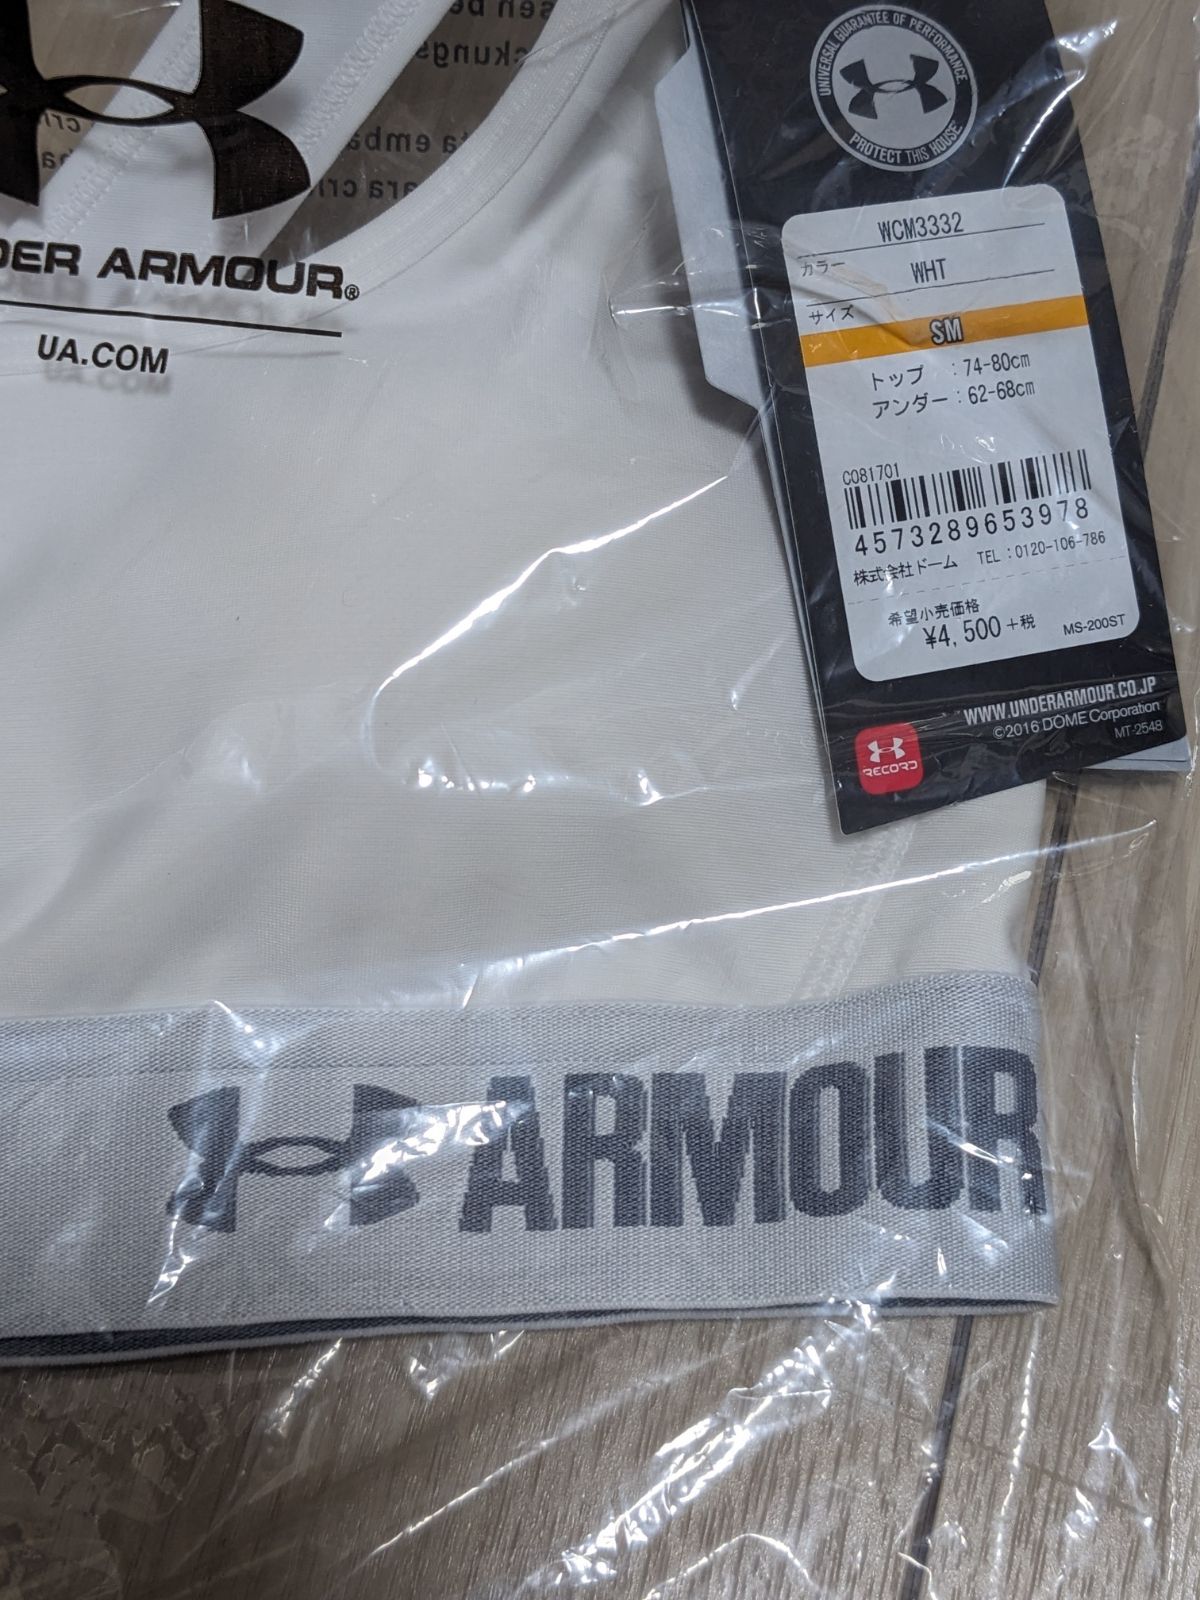 UNIVERSAL GUARANTEE OF PERFORMANCE
PROTECT THIS HOUSE
DER ARMOUR®
UA.COM
WCM3332
カラー WHT
サイズ SM
トップ :74-80cm
アンダー:62-68cm
C081701
4573289653978
株式会社ドーム TEL:0120-106-786
希望小売価格
¥4,500+税 MS-200ST
WWW.UNDERARMOUR.CO.JP
©2016 DOME Corporation
MT-2548
RECORD
ARMOUR